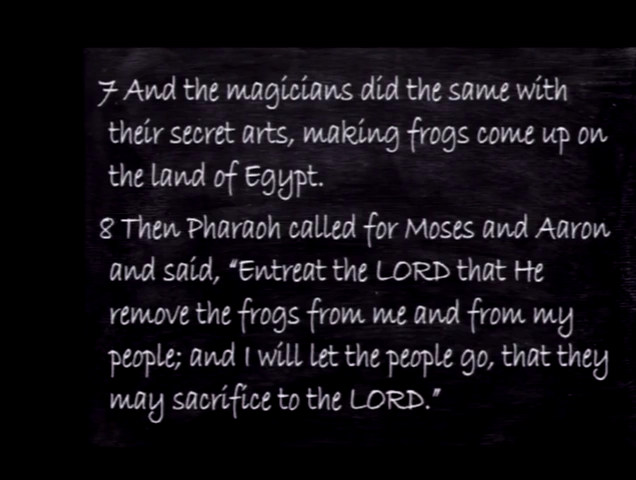 7 And the magicians did the same with
their secret arts, making frogs come up on
the land of Egypt.
8 Then Pharaoh called for Moses and Aaron
and said, “Entreat the LORD that He
remove the frogs from me and from my
people; and I will let the people go, that they
may sacrifice to the LORD.”